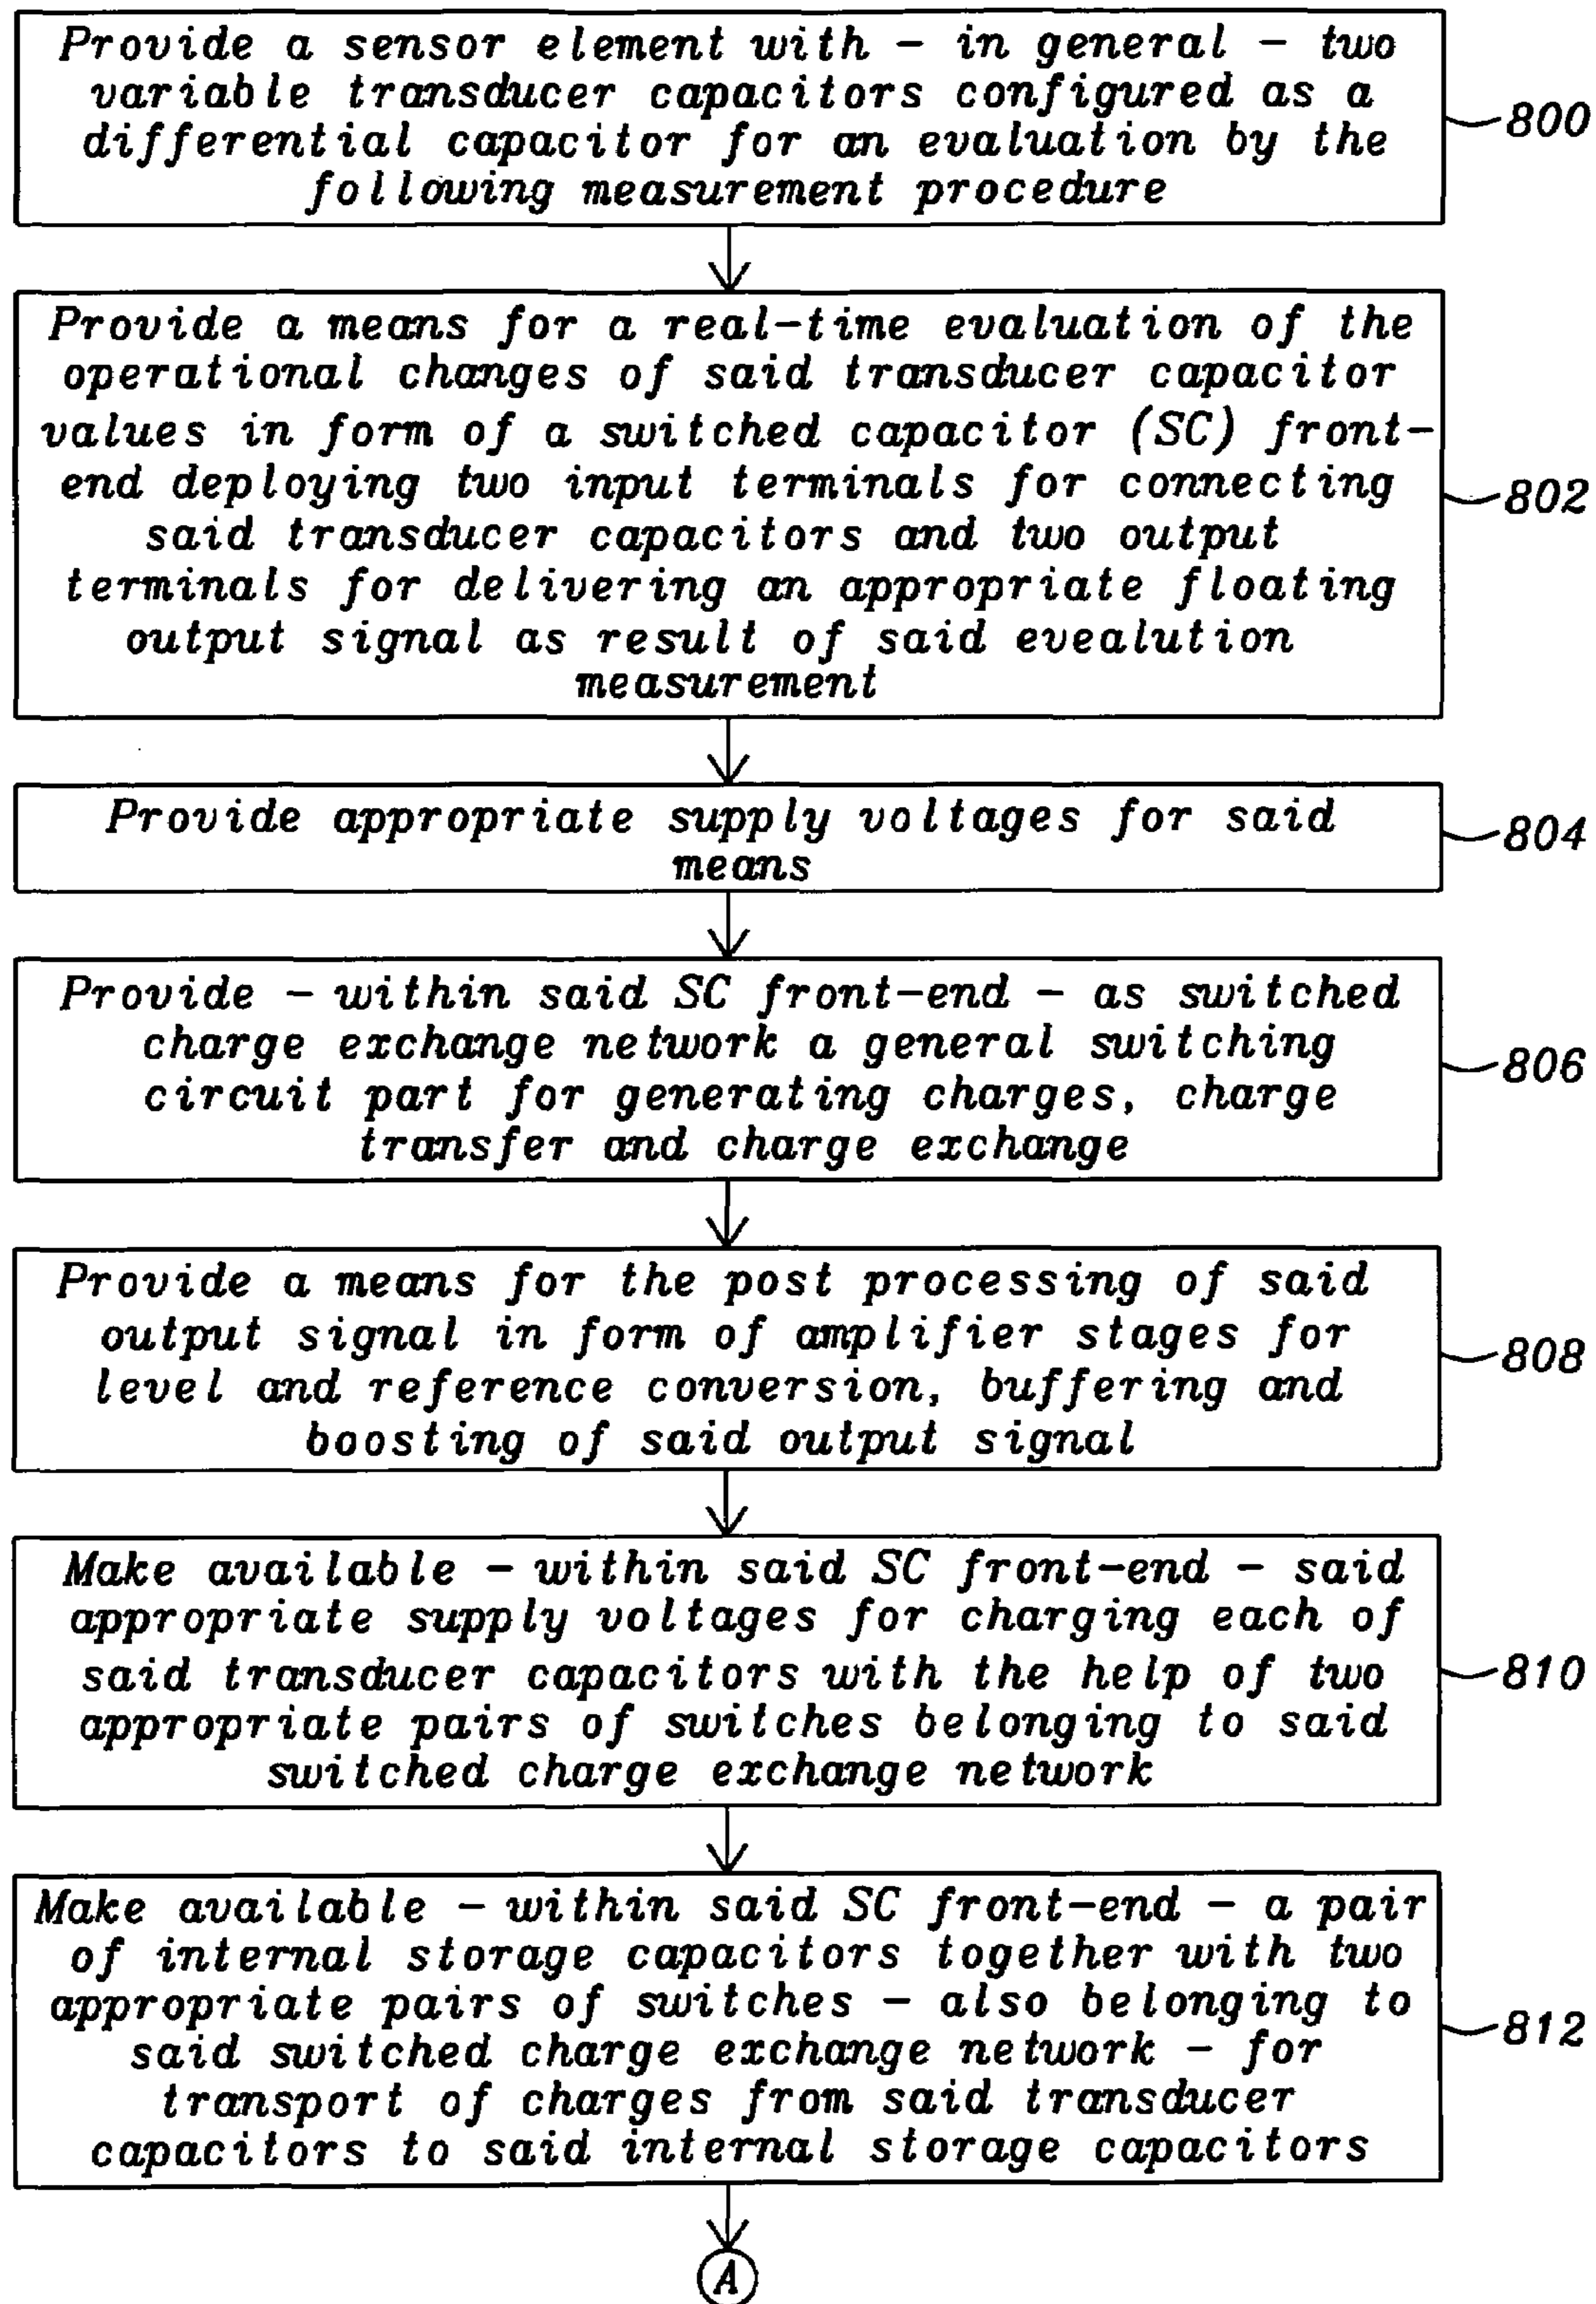 Provide a sensor element with - in general - two
variable transducer capacitors configured as a
differential capacitor for an evaluation by the
following measurement procedure
800
Provide a means for a real-time evaluation of the
operational changes of said transducer capacitor
values in form of a switched capacitor (SC) front-
end deploying two input terminals for connecting
said transducer capacitors and two output
terminals for delivering an appropriate floating
output signal as result of said evealution
measurement
802
Provide appropriate supply voltages for said
means
804
Provide - within said SC front-end - as switched
charge exchange network a general switching
circuit part for generating charges, charge
transfer and charge exchange
806
Provide a means for the post processing of said
output signal in form of amplifier stages for
level and reference conversion, buffering and
boosting of said output signal
808
Make available - within said SC front-end - said
appropriate supply voltages for charging each of
said transducer capacitors with the help of two
appropriate pairs of switches belonging to said
switched charge exchange network
810
Make available - within said SC front-end - a pair
of internal storage capacitors together with two
appropriate pairs of switches - also belonging to
said switched charge exchange network - for
transport of charges from said transducer
capacitors to said internal storage capacitors
812
A